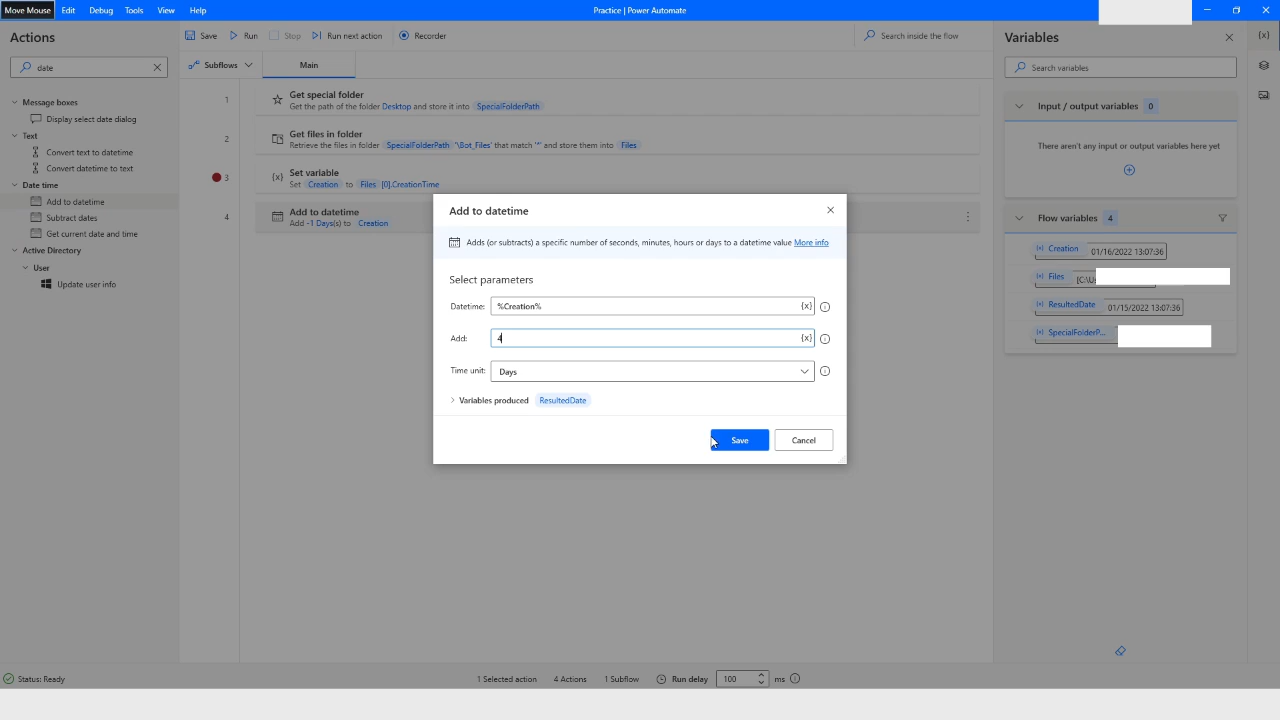 Move Mouse Edit Debug Tools View Help Practice | Power Automate
Actions
date
Message boxes
Display select date dialog
Text
Convert text to datetime
Convert datetime to text
Date time
Add to datetime
Subtract dates
Get current date and time
Active Directory
User
Update user info
Save Run Stop Run next action Recorder Search inside the flow
Subflows Main
1 Get special folder
Get the path of the folder Desktop and store it into SpecialFolderPath
2 Get files in folder
Retrieve the files in folder SpecialFolderPath '\Bot_Files' that match '*' and store them into Files
3 Set variable
Set Creation to Files [0].CreationTime
4 Add to datetime
Add -1 Days(s) to Creation
Add to datetime
Adds (or subtracts) a specific number of seconds, minutes, hours or days to a datetime value More info
Select parameters
Datetime: %Creation% {x}
Add: 4 {x}
Time unit: Days
Variables produced ResultedDate
Save Cancel
Variables {x}
Search variables
Input / output variables 0
There aren't any input or output variables here yet
Flow variables 4
Creation 01/16/2022 13:07:36
Files [C:\U
ResultedDate 01/15/2022 13:07:36
SpecialFolderP...
Status: Ready 1 Selected action 4 Actions 1 Subflow Run delay 100 ms